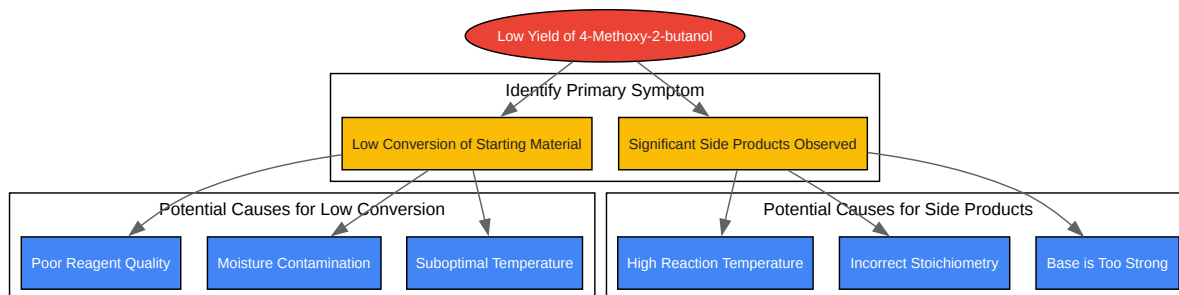 Low Yield of 4-Methoxy-2-butanol
Identify Primary Symptom
Low Conversion of Starting Material
Significant Side Products Observed
Potential Causes for Low Conversion
Potential Causes for Side Products
Poor Reagent Quality
Moisture Contamination
Suboptimal Temperature
High Reaction Temperature
Incorrect Stoichiometry
Base is Too Strong